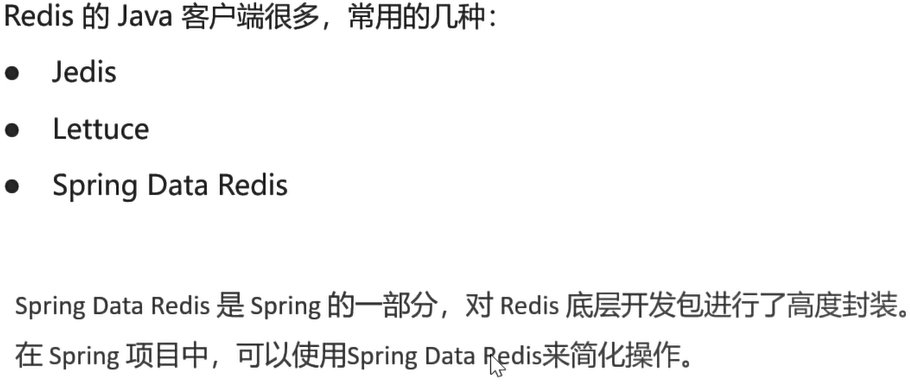 Redis 的 Java 客户端很多，常用的几种：
● Jedis
● Lettuce
● Spring Data Redis
Spring Data Redis 是 Spring 的一部分，对 Redis 底层开发包进行了高度封装。
在 Spring 项目中，可以使用Spring Data Redis来简化操作。